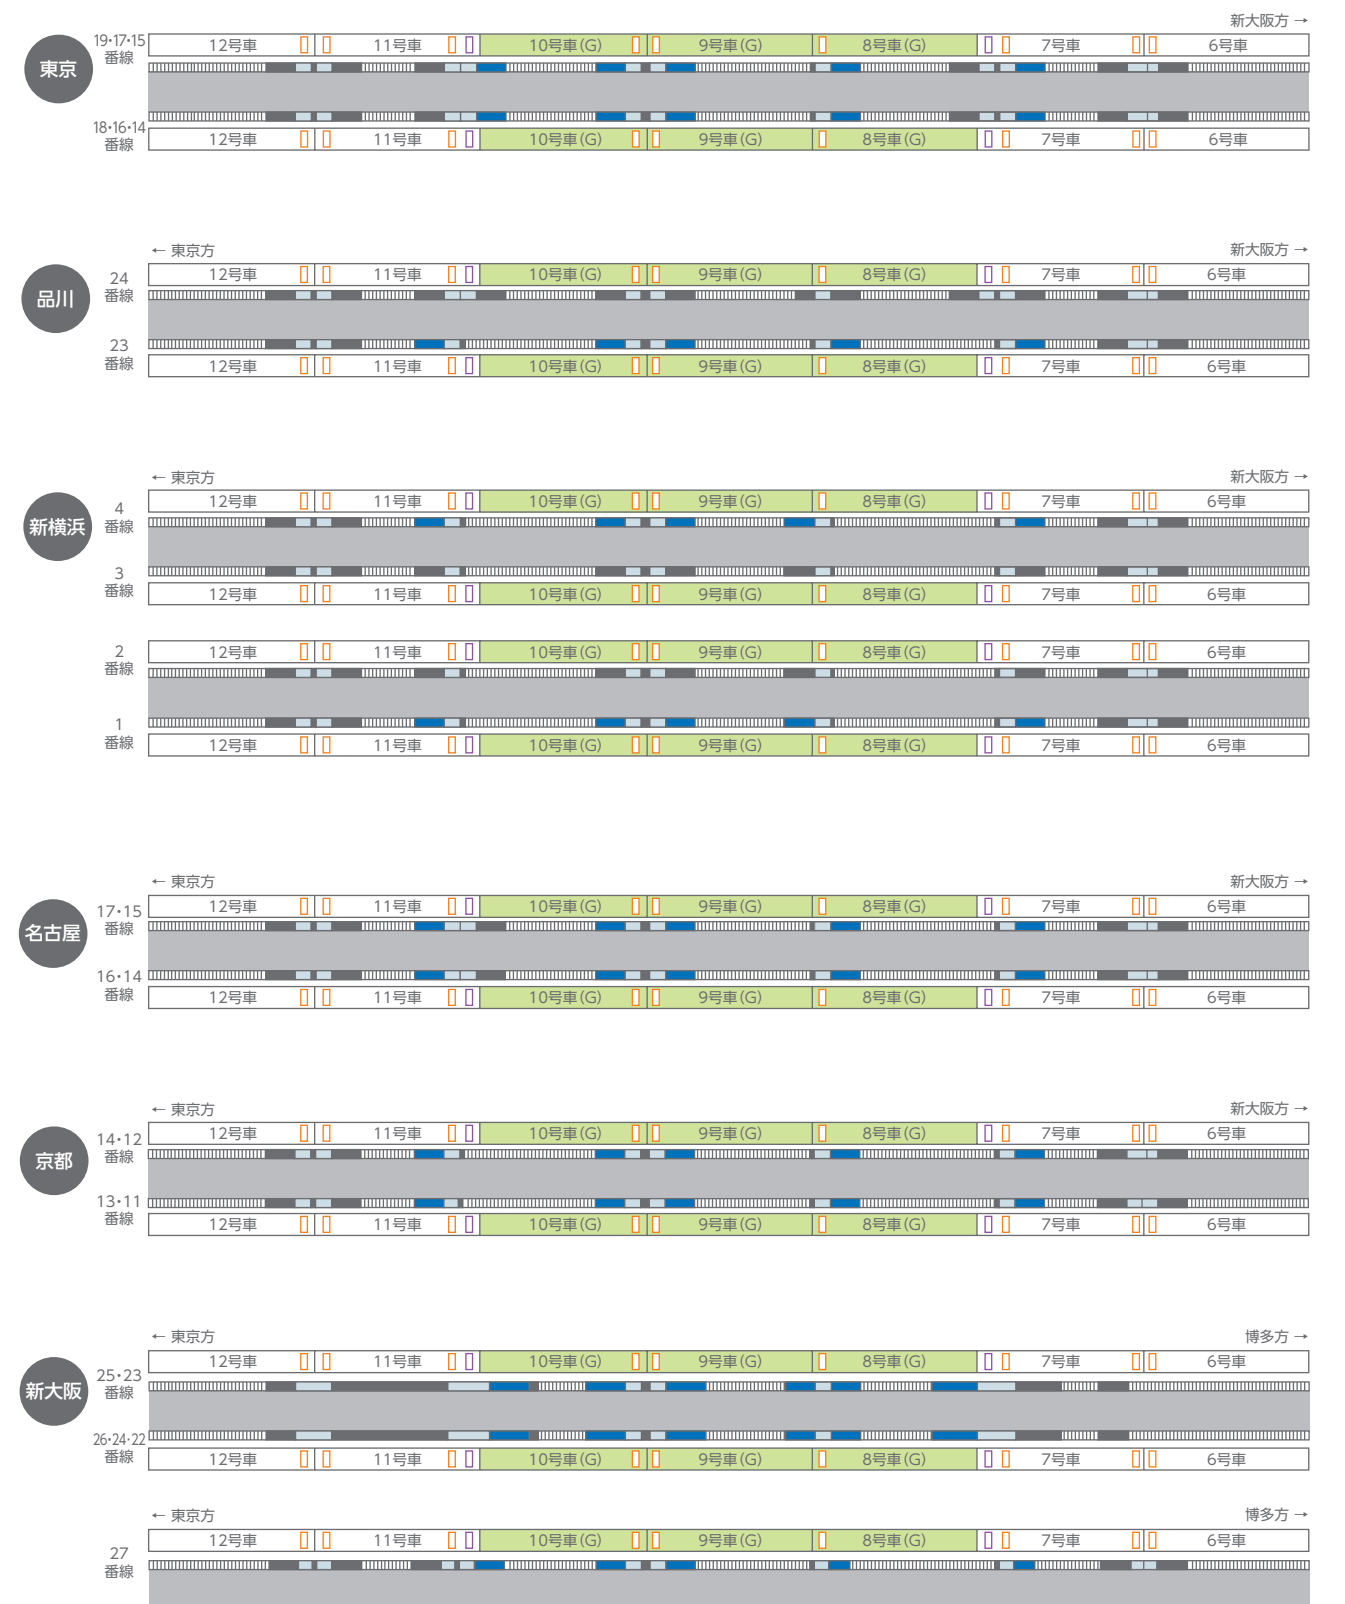 新大阪方 →
19・17・15
番線
12号車 11号車 10号車(G) 9号車(G) 8号車(G) 7号車 6号車
東京
18・16・14
番線
12号車 11号車 10号車(G) 9号車(G) 8号車(G) 7号車 6号車
← 東京方 新大阪方 →
24
番線
12号車 11号車 10号車(G) 9号車(G) 8号車(G) 7号車 6号車
品川
23
番線
12号車 11号車 10号車(G) 9号車(G) 8号車(G) 7号車 6号車
← 東京方 新大阪方 →
4
番線
12号車 11号車 10号車(G) 9号車(G) 8号車(G) 7号車 6号車
新横浜
3
番線
12号車 11号車 10号車(G) 9号車(G) 8号車(G) 7号車 6号車
2
番線
12号車 11号車 10号車(G) 9号車(G) 8号車(G) 7号車 6号車
1
番線
12号車 11号車 10号車(G) 9号車(G) 8号車(G) 7号車 6号車
← 東京方 新大阪方 →
17・15
番線
12号車 11号車 10号車(G) 9号車(G) 8号車(G) 7号車 6号車
名古屋
16・14
番線
12号車 11号車 10号車(G) 9号車(G) 8号車(G) 7号車 6号車
← 東京方 新大阪方 →
14・12
番線
12号車 11号車 10号車(G) 9号車(G) 8号車(G) 7号車 6号車
京都
13・11
番線
12号車 11号車 10号車(G) 9号車(G) 8号車(G) 7号車 6号車
← 東京方 博多方 →
25・23
番線
12号車 11号車 10号車(G) 9号車(G) 8号車(G) 7号車 6号車
新大阪
26・24・22
番線
12号車 11号車 10号車(G) 9号車(G) 8号車(G) 7号車 6号車
← 東京方 博多方 →
27
番線
12号車 11号車 10号車(G) 9号車(G) 8号車(G) 7号車 6号車